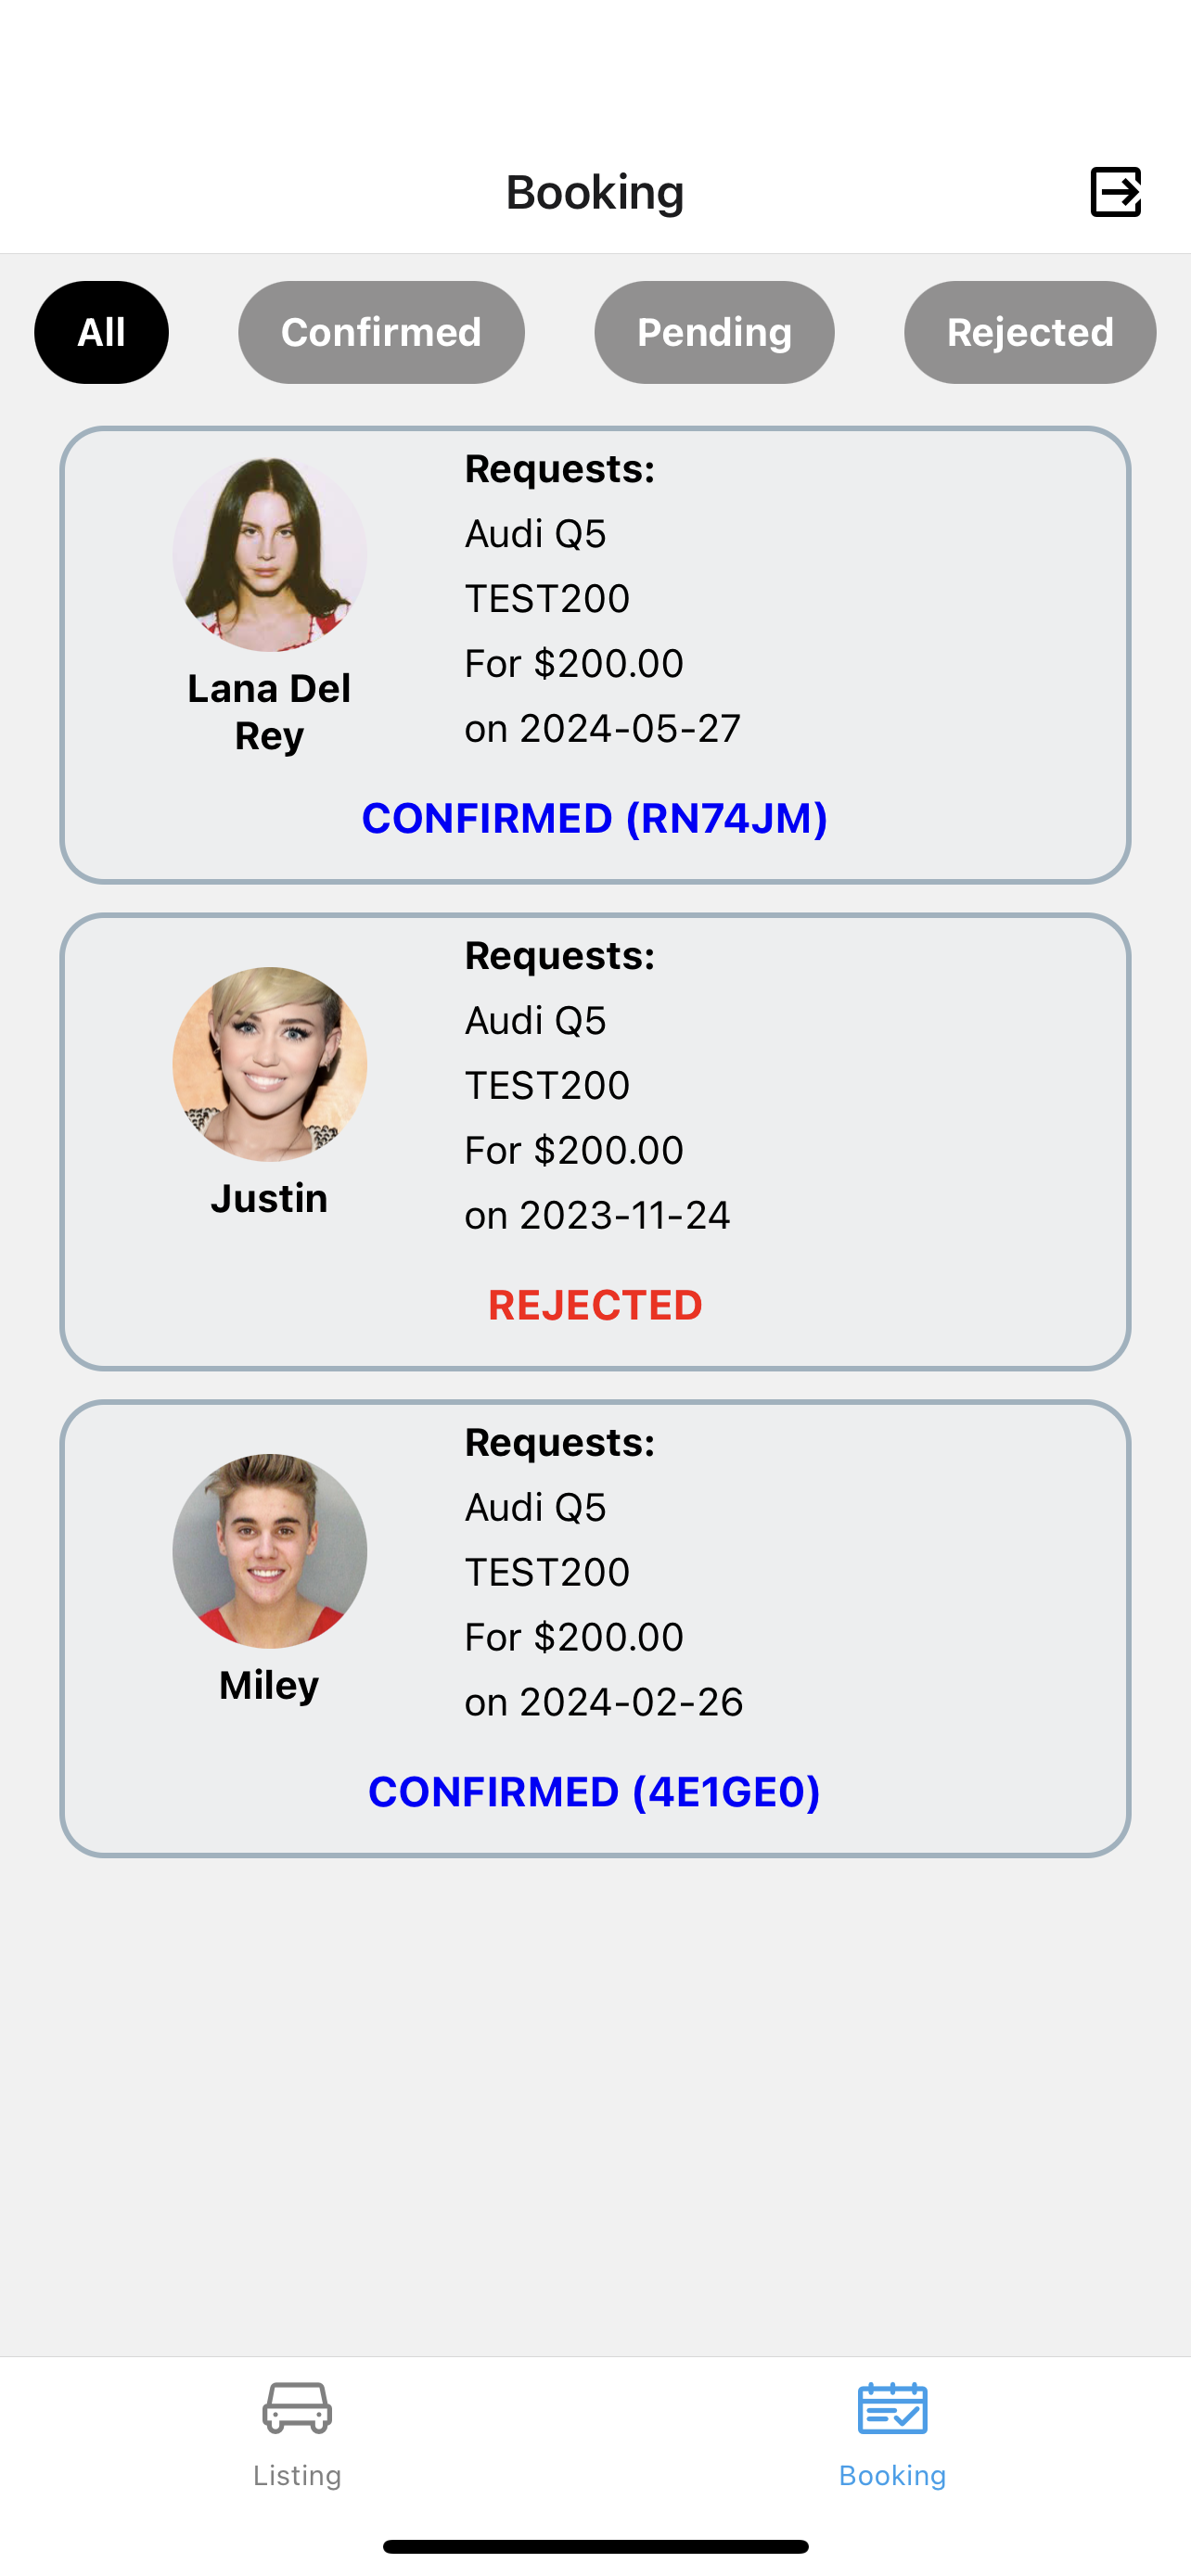 Booking
All
Confirmed
Pending
Rejected
Requests:
Audi Q5
TEST200
For $200.00
on 2024-05-27
Lana Del
Rey
CONFIRMED (RN74JM)
Requests:
Audi Q5
TEST200
For $200.00
on 2023-11-24
Justin
REJECTED
Requests:
Audi Q5
TEST200
For $200.00
on 2024-02-26
Miley
CONFIRMED (4E1GE0)
Listing
Booking